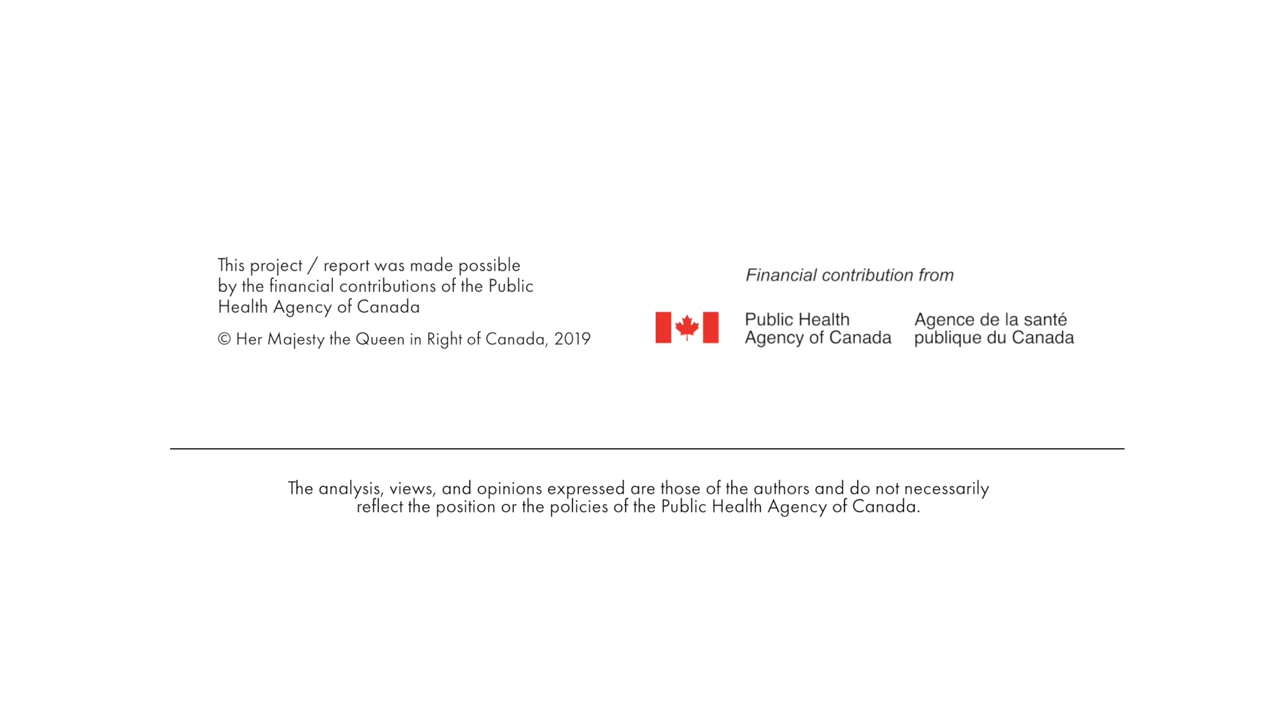 This project / report was made possible
by the financial contributions of the Public
Health Agency of Canada
© Her Majesty the Queen in Right of Canada, 2019
Financial contribution from
Public Health
Agency of Canada
Agence de la santé
publique du Canada
The analysis, views, and opinions expressed are those of the authors and do not necessarily
reflect the position or the policies of the Public Health Agency of Canada.